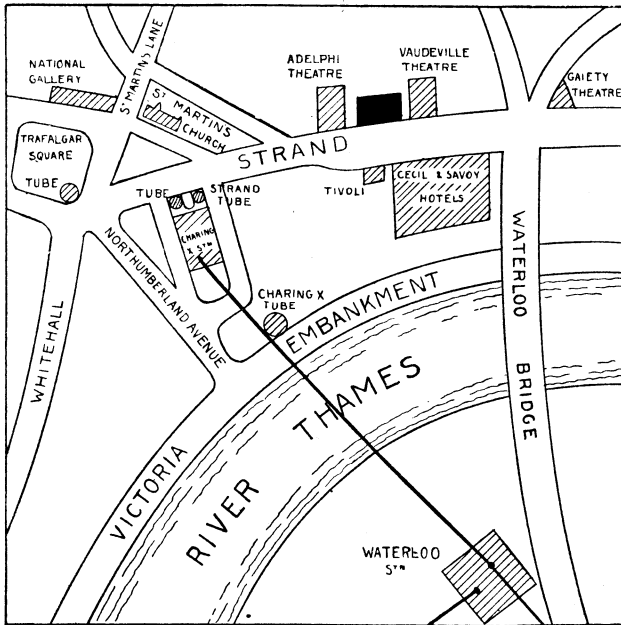 NATIONAL
GALLERY
ST MARTINS LANE
ST MARTINS
CHURCH
ADELPHI
THEATRE
VAUDEVILLE
THEATRE
GAIETY
THEATRE
TRAFALGAR
SQUARE
TUBE
STRAND
TUBE
STRAND
TUBE
TIVOLI
CECIL & SAVOY
HOTELS
CHARING
X STN
NORTHUMBERLAND AVENUE
CHARING X
TUBE
WHITEHALL
VICTORIA
EMBANKMENT
RIVER
THAMES
WATERLOO
BRIDGE
WATERLOO
STN